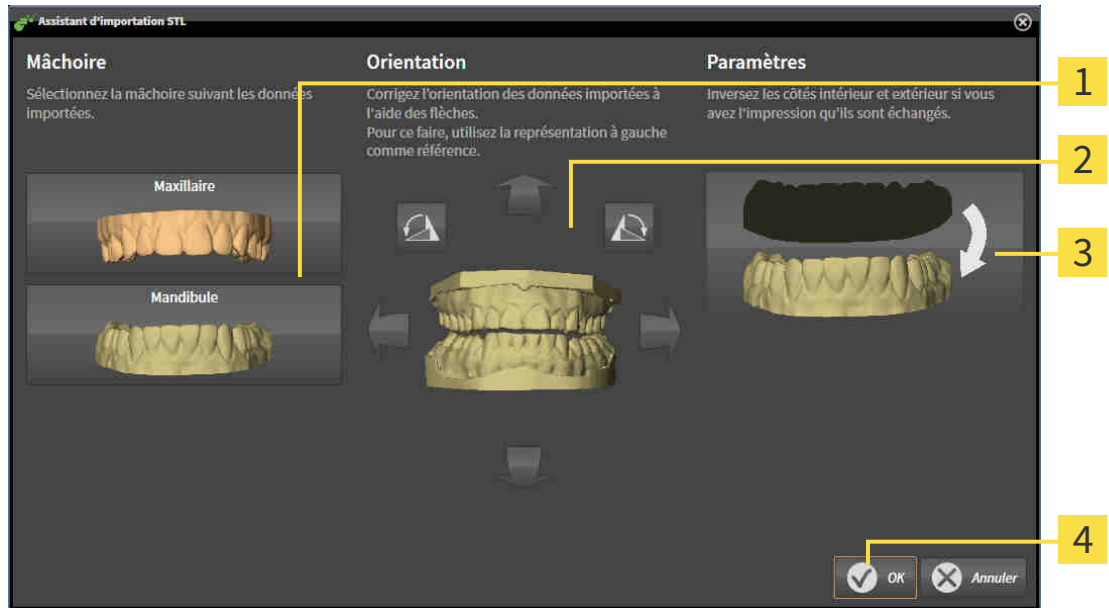 Assistant d'importation STL
Mâchoire
Sélectionnez la mâchoire suivant les données
importées.
Maxillaire
Mandibule
Orientation
Corrigez l'orientation des données importées à
l'aide des flèches.
Pour ce faire, utilisez la représentation à gauche
comme référence.
Paramètres
Inversez les côtés intérieur et extérieur si vous
avez l'impression qu'ils sont échangés.
1
2
3
4
OK
Annuler